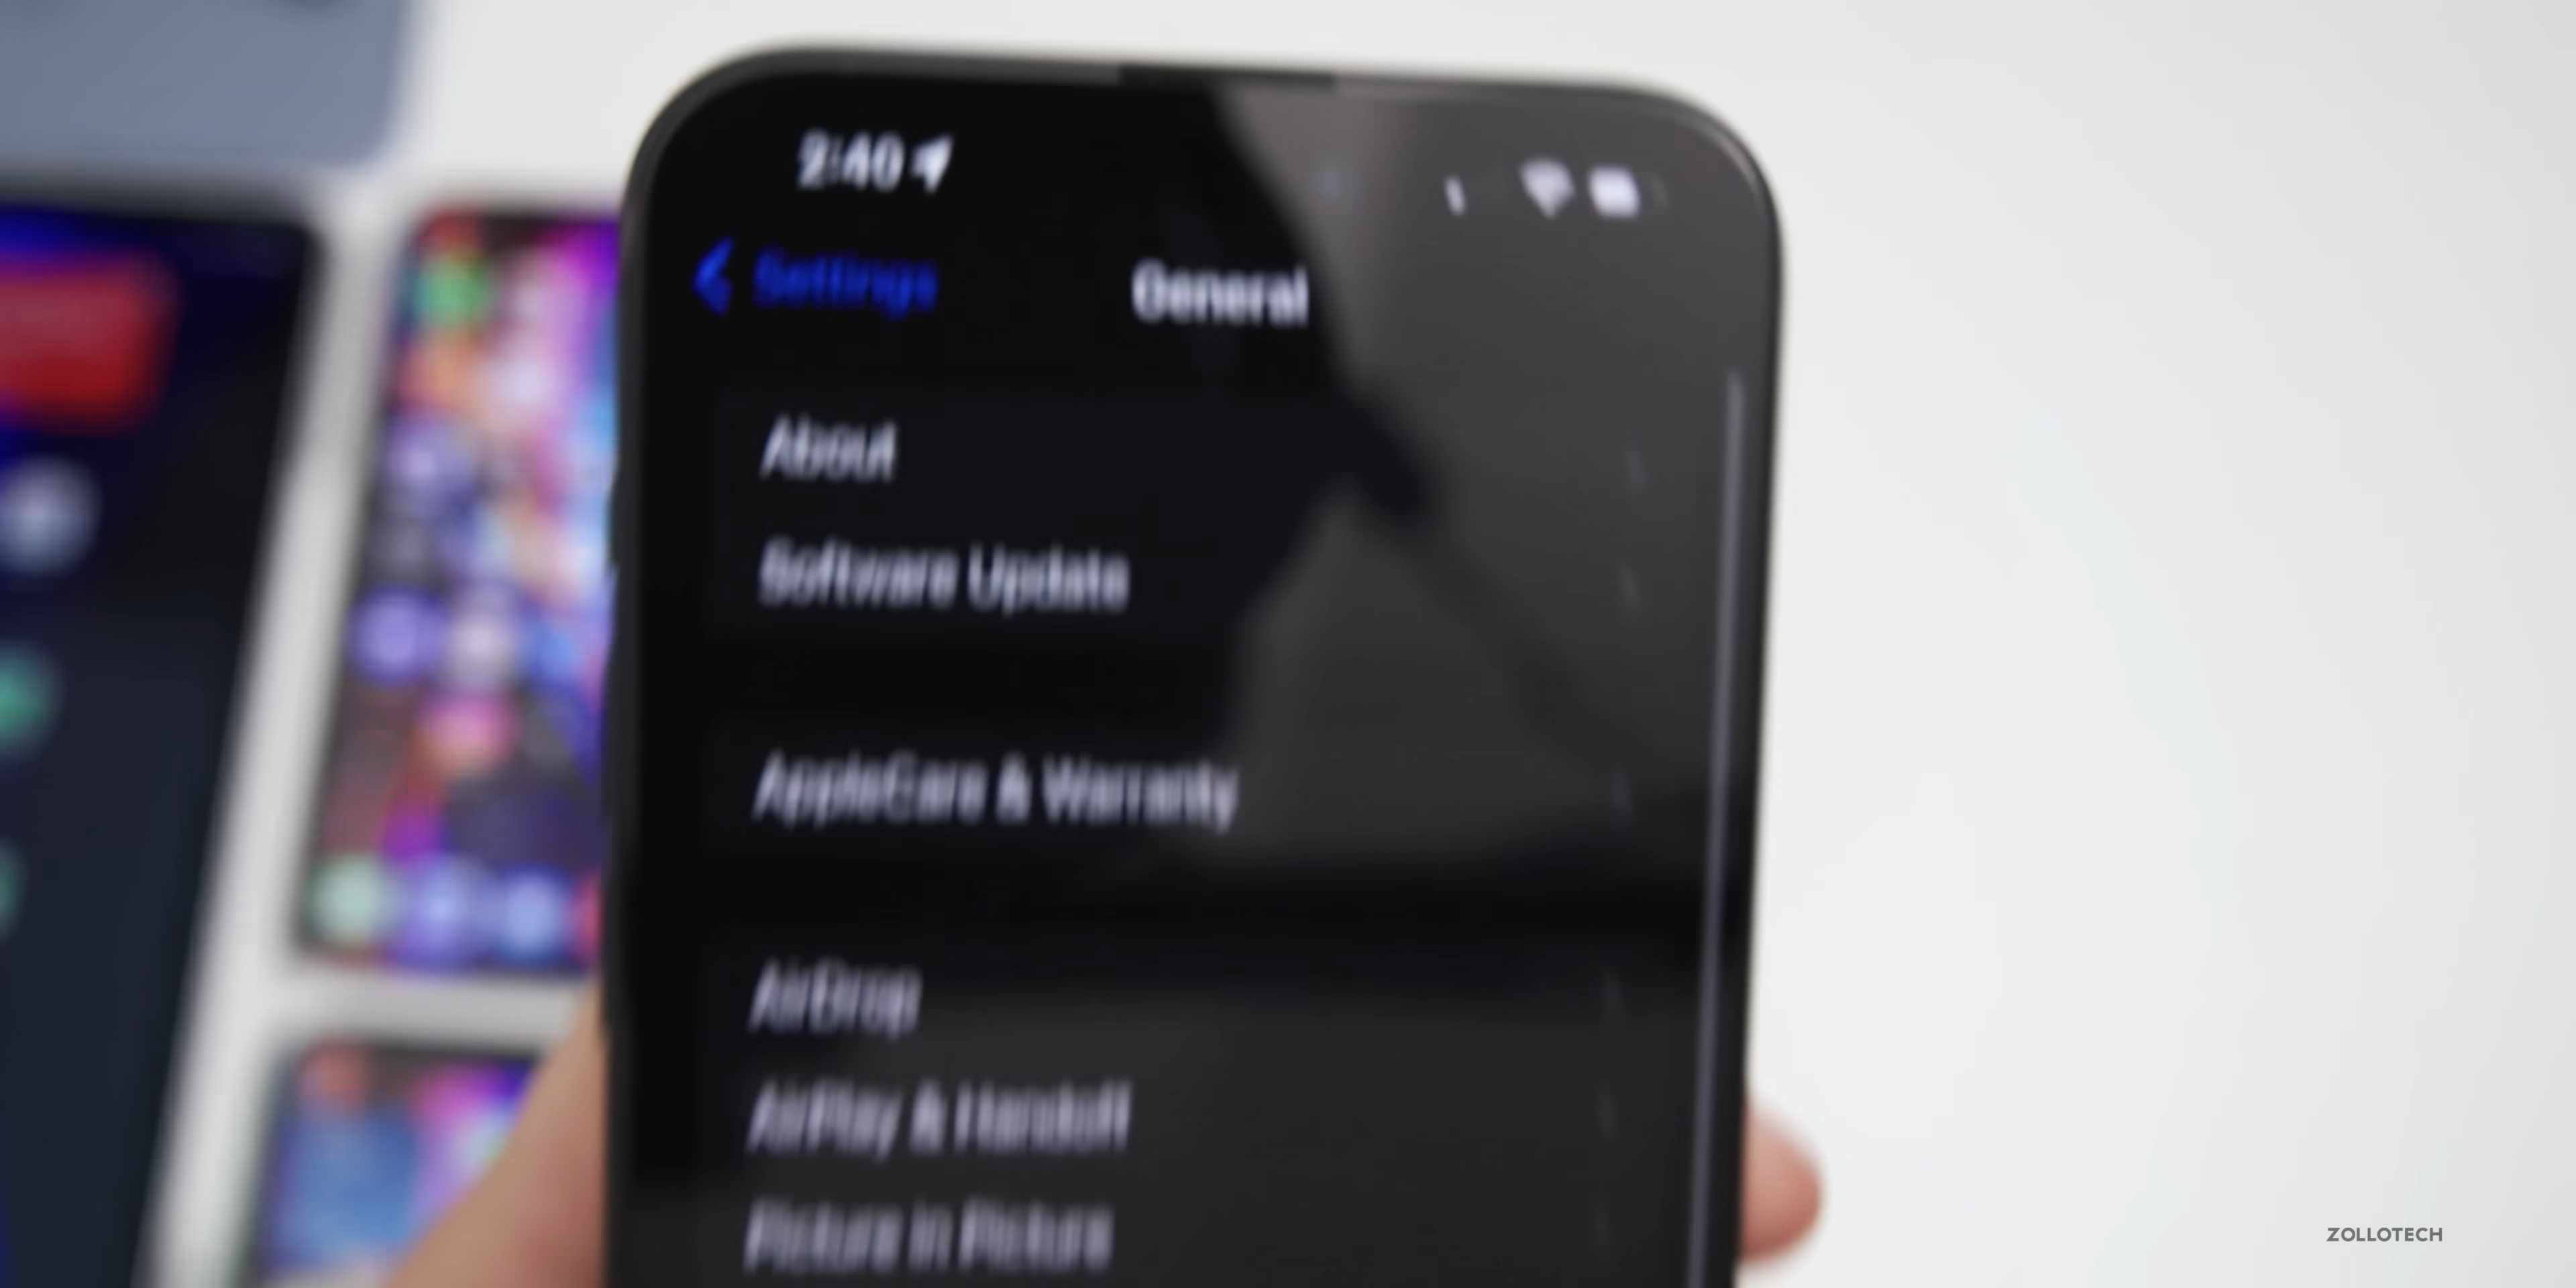 2:40
Settings
General
About
Software Update
AppleCare & Warranty
AirDrop
AirPlay & Handoff
Picture in Picture
ZOLLOTECH